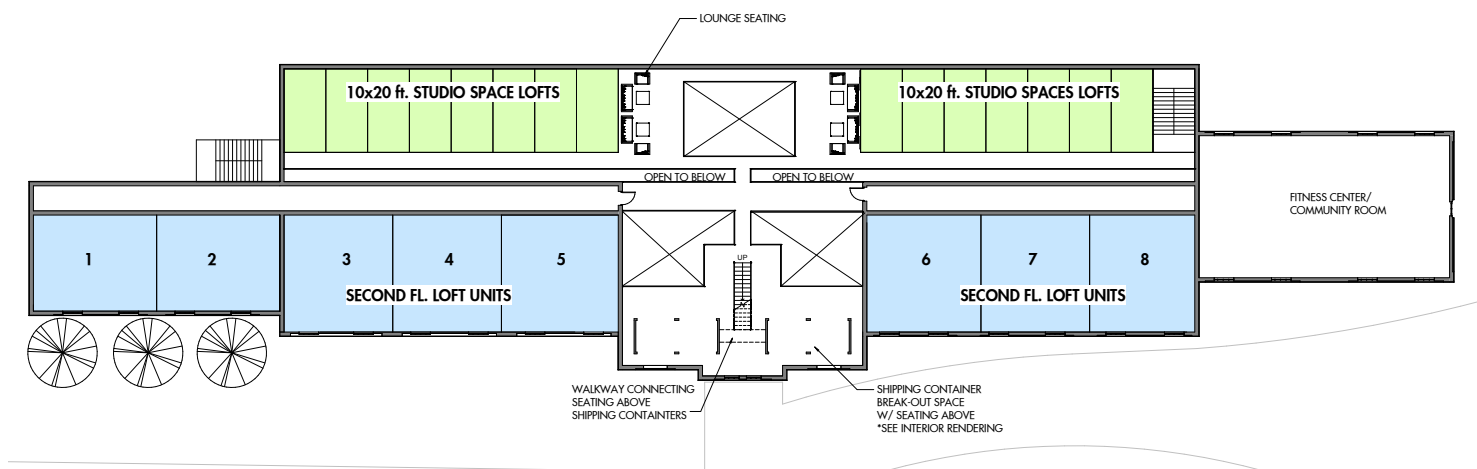 LOUNGE SEATING
10x20 ft. STUDIO SPACE LOFTS
10x20 ft. STUDIO SPACES LOFTS
OPEN TO BELOW
OPEN TO BELOW
FITNESS CENTER/
COMMUNITY ROOM
1
2
3
4
5
6
7
8
UP
SECOND FL. LOFT UNITS
SECOND FL. LOFT UNITS
WALKWAY CONNECTING
SEATING ABOVE
SHIPPING CONTAINTERS
SHIPPING CONTAINER
BREAK-OUT SPACE
W/ SEATING ABOVE
*SEE INTERIOR RENDERING